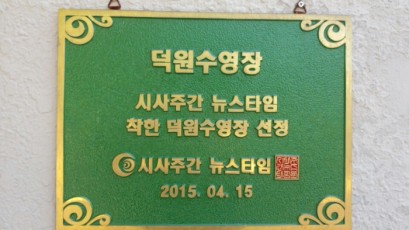 덕원수영장
시사주간 뉴스타임
착한 덕원수영장 선정
시사주간 뉴스타임
2015. 04. 15